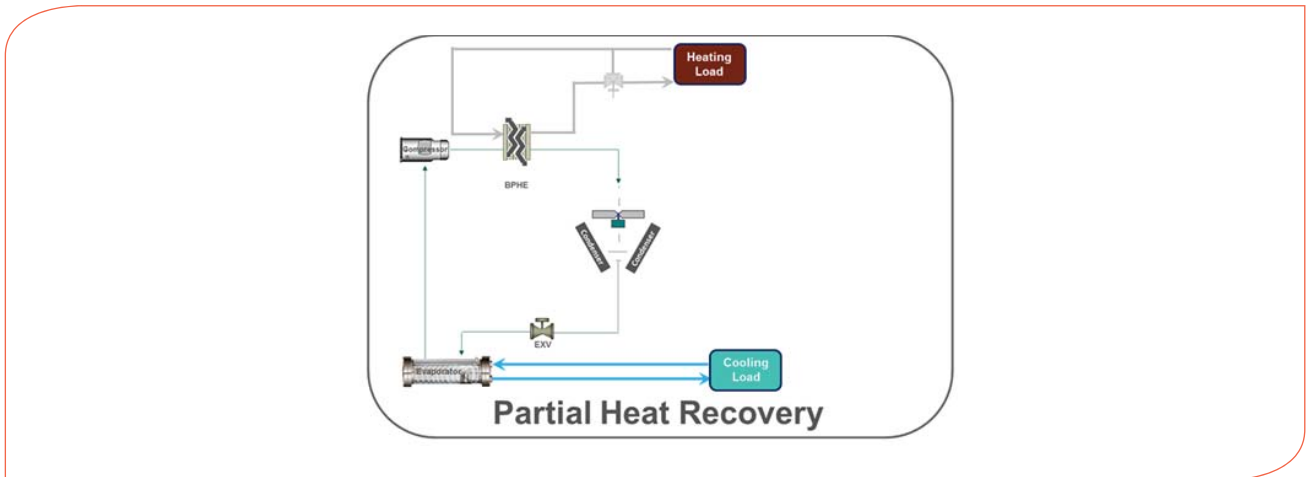 Heating
Load
Compressor
BPHE
Condenser
Condenser
EXV
Evaporator
Cooling
Load
Partial Heat Recovery